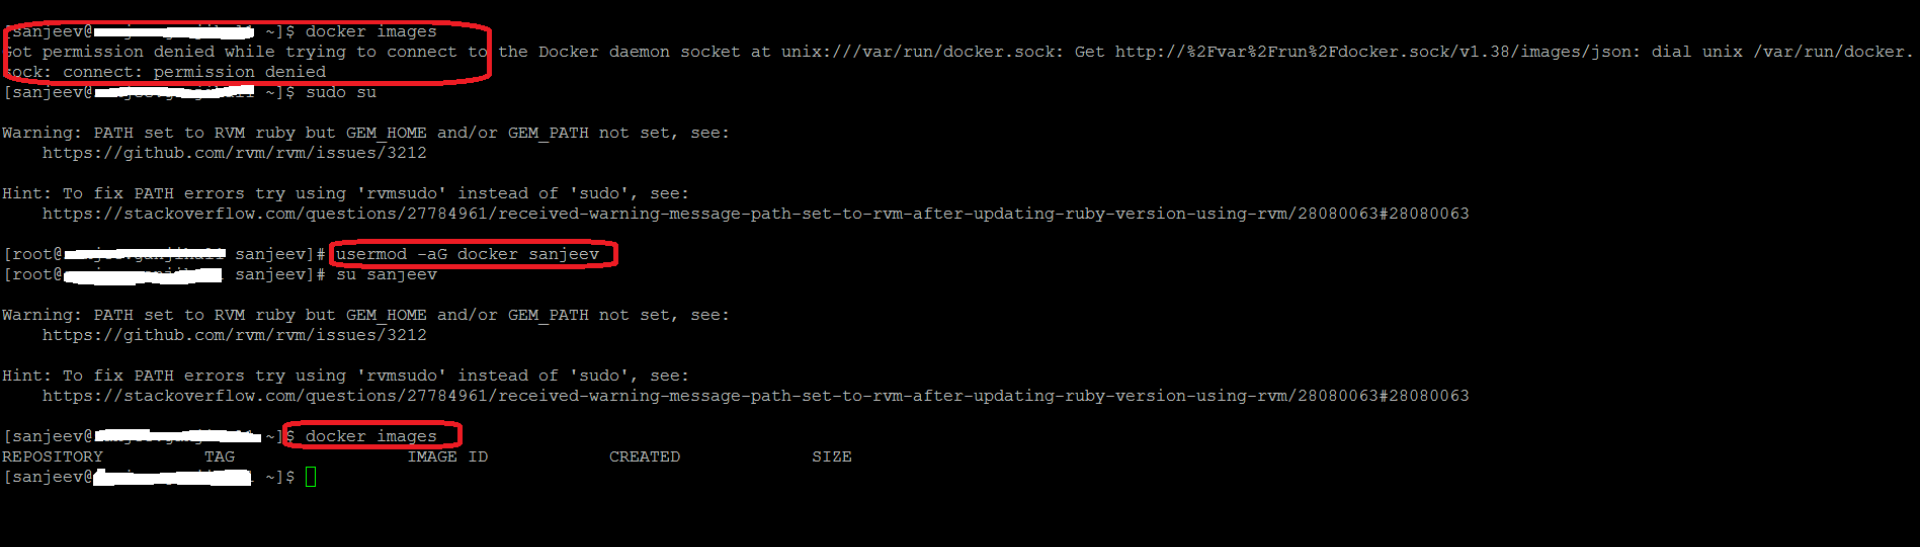 [sanjeev@ ~]$ docker images
Got permission denied while trying to connect to the Docker daemon socket at unix:///var/run/docker.sock: Get http://%2Fvar%2Frun%2Fdocker.sock/v1.38/images/json: dial unix /var/run/docker.
sock: connect: permission denied
[sanjeev@ ~]$ sudo su
Warning: PATH set to RVM ruby but GEM_HOME and/or GEM_PATH not set, see:
https://github.com/rvm/rvm/issues/3212
Hint: To fix PATH errors try using 'rvmsudo' instead of 'sudo', see:
https://stackoverflow.com/questions/27784961/received-warning-message-path-set-to-rvm-after-updating-ruby-version-using-rvm/28080063#28080063
[root@ sanjeev]# usermod -aG docker sanjeev
[root@ sanjeev]# su sanjeev
Warning: PATH set to RVM ruby but GEM_HOME and/or GEM_PATH not set, see:
https://github.com/rvm/rvm/issues/3212
Hint: To fix PATH errors try using 'rvmsudo' instead of 'sudo', see:
https://stackoverflow.com/questions/27784961/received-warning-message-path-set-to-rvm-after-updating-ruby-version-using-rvm/28080063#28080063
[sanjeev@ ~]$ docker images
REPOSITORY TAG IMAGE ID CREATED SIZE
[sanjeev@ ~]$